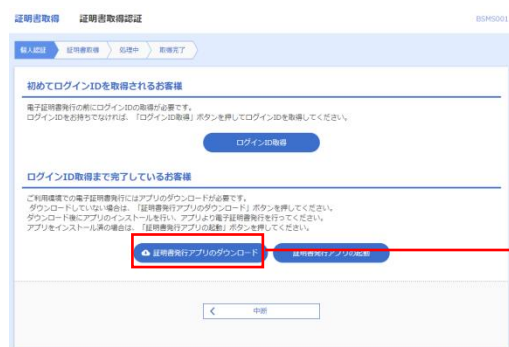 証明書取得 証明書取得認証
BSMS001
個人認証 証明書取得 処理中 取得完了
初めてログインIDを取得されるお客様
電子証明書発行の前にログインIDの取得が必要です。
ログインIDをお持ちでなければ、「ログインID取得」ボタンを押してログインIDを取得してください。
ログインID取得
ログインID取得まで完了しているお客様
ご利用環境での電子証明書発行にはアプリのダウンロードが必要です。
ダウンロードしていない場合は、「証明書発行アプリのダウンロード」ボタンを押してください。
ダウンロード後にアプリのインストールを行い、アプリより電子証明書発行を行ってください。
アプリをインストール済の場合は、「証明書発行アプリの起動」ボタンを押してください。
証明書発行アプリのダウンロード 証明書発行アプリの起動
中断